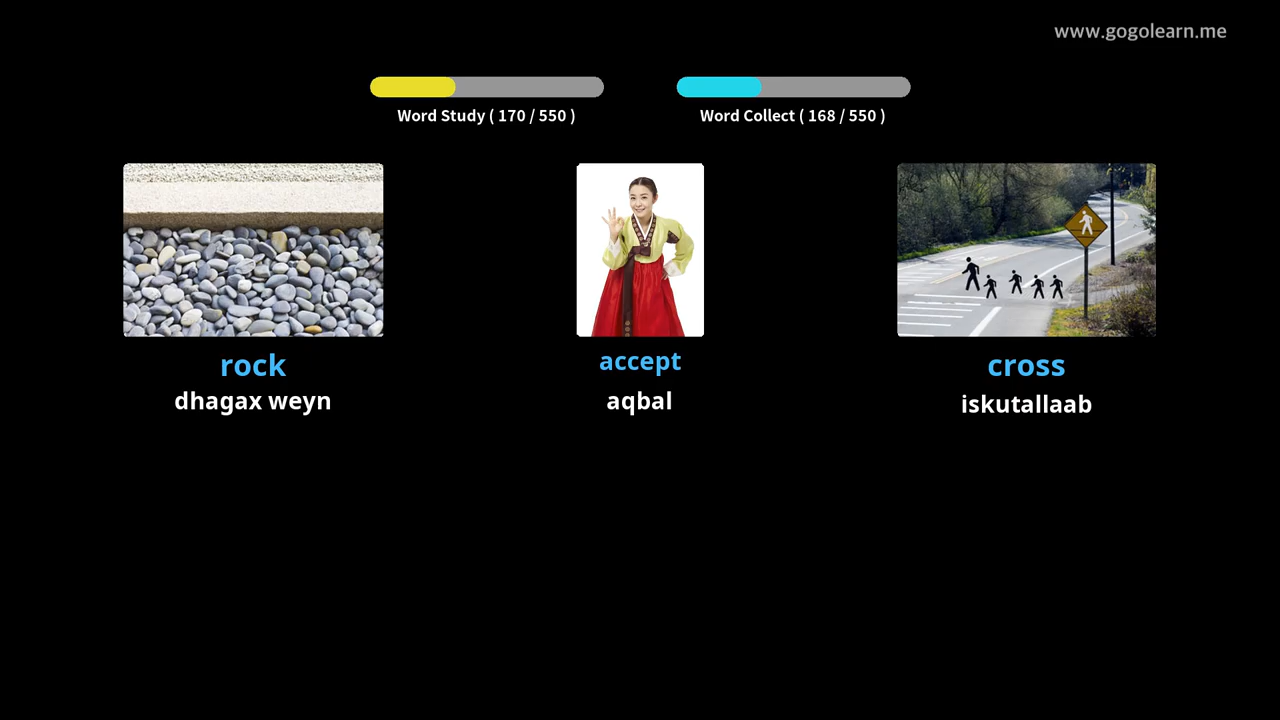 www.gogolearn.me
Word Study ( 170 / 550 )
Word Collect ( 168 / 550 )
rock
dhagax weyn
accept
aqbal
cross
iskutallaab